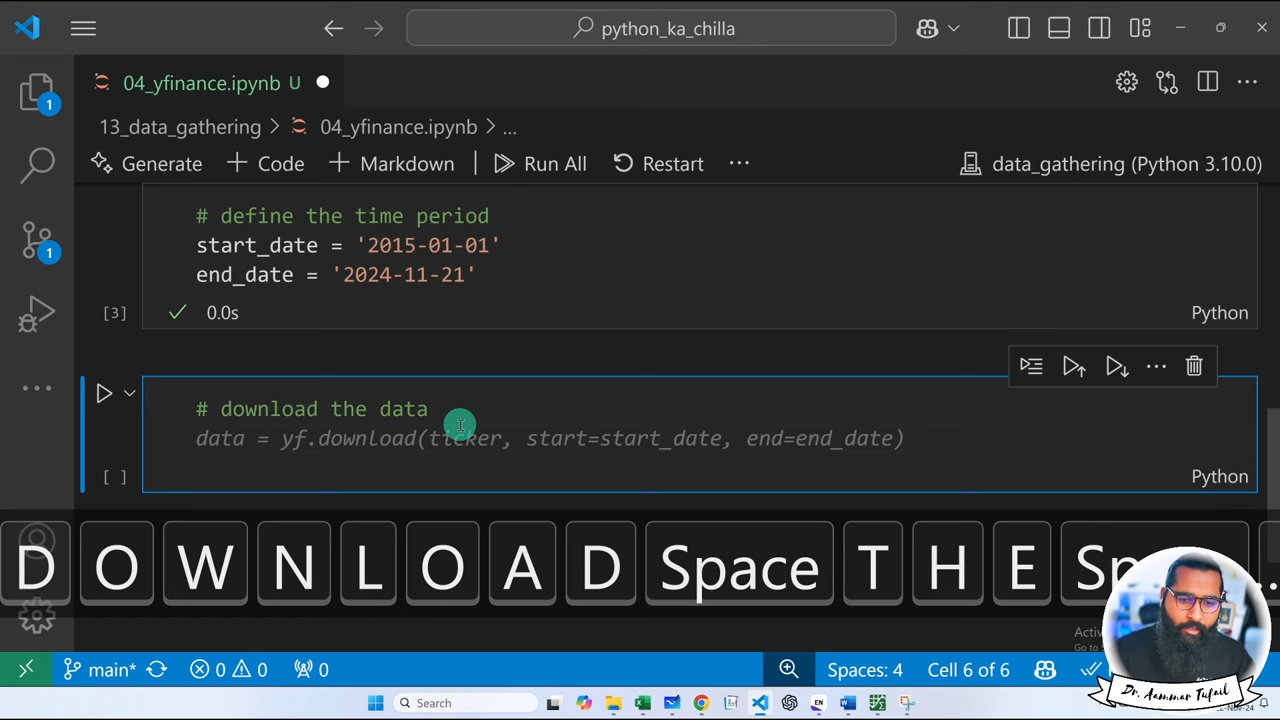 python_ka_chilla
04_yfinance.ipynb U
13_data_gathering > 04_yfinance.ipynb > ...
Generate + Code + Markdown | Run All Restart ... data_gathering (Python 3.10.0)
# define the time period
start_date = '2015-01-01'
end_date = '2024-11-21'
[3] 0.0s Python
# download the data
data = yf.download(ticker, start=start_date, end=end_date)
[ ] Python
1
1
D O W N L O A D Space T H E
main* 0 0 0 Spaces: 4 Cell 6 of 6
Search
Dr. Aammar Tufail